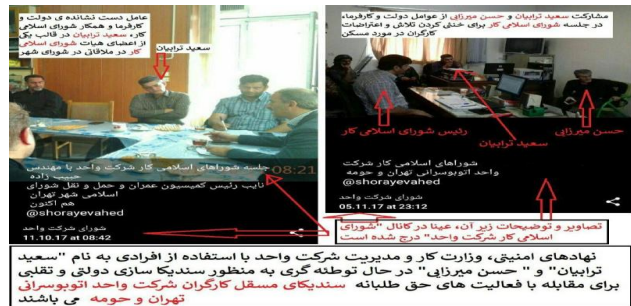 عامل دست نشانده ی دولت و
کارفرما و همکار شورای اسلامی
کار، سعید ترابیان در قالب یکی
از اعضای هیات شورای اسلامی
کار در ملاقاتی در شورای شهر
سعید ترابیان
جلسه شوراهای اسلامی کار شرکت واحد با مهندس
حبیب زاده
08:21
نایب رئیس کمیسیون عمران و حمل و نقل شورای
اسلامی شهر تهران
هم اکنون
@shorayevahed
شورای شرکت واحد
11.10.17 at 08:42
مشارکت سعید ترابیان و حسن میرزایی از عوامل دولت و کارفرما،
در جلسه شورای اسلامی کار برای خنثی کردن تلاش و اعتراضات
کارگران در مورد مسکن
رئیس شورای اسلامی کار
سعید ترابیان
حسن میرزایی
شوراهای اسلامی کار شرکت
واحد اتوبوسرانی تهران و حومه
@shorayevahed
شورای شرکت واحد
05.11.17 at 23:12
تصاویر و توضیحات زیر آن، عینا در کانال "شورای
اسلامی کار شرکت واحد" درج شده است
نهادهای امنیتی، وزارت کار و مدیریت شرکت واحد با استفاده از افرادی به نام "سعید
ترابیان" و " حسن میرزایی" در حال توطئه گری به منظور سندیکا سازی دولتی و تقلبی
برای مقابله با فعالیت های حق طلبانه سندیکای مستقل کارگران شرکت واحد اتوبوسرانی
تهران و حومه می باشند